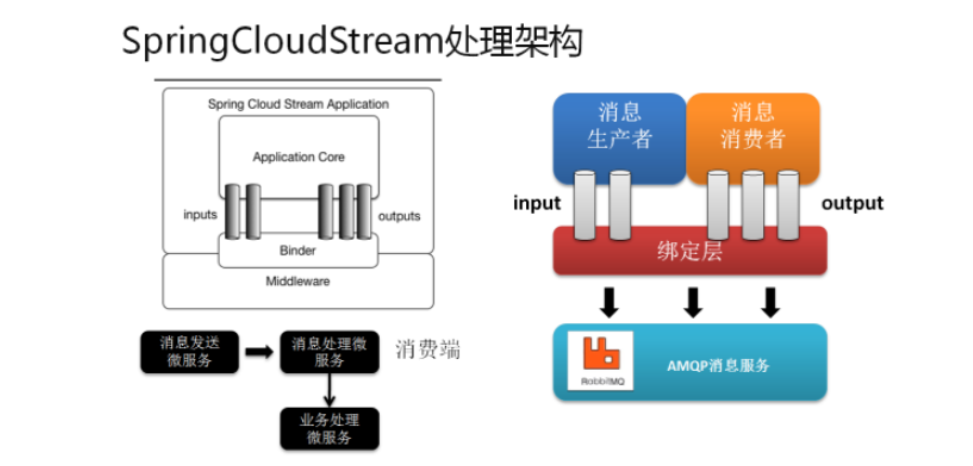 SpringCloudStream处理架构
Spring Cloud Stream Application
Application Core
inputs
outputs
Binder
Middleware
消息发送
微服务
消息处理微
服务
消费端
业务处理
微服务
消息
生产者
消息
消费者
input
output
绑定层
RabbitMQ
AMQP消息服务